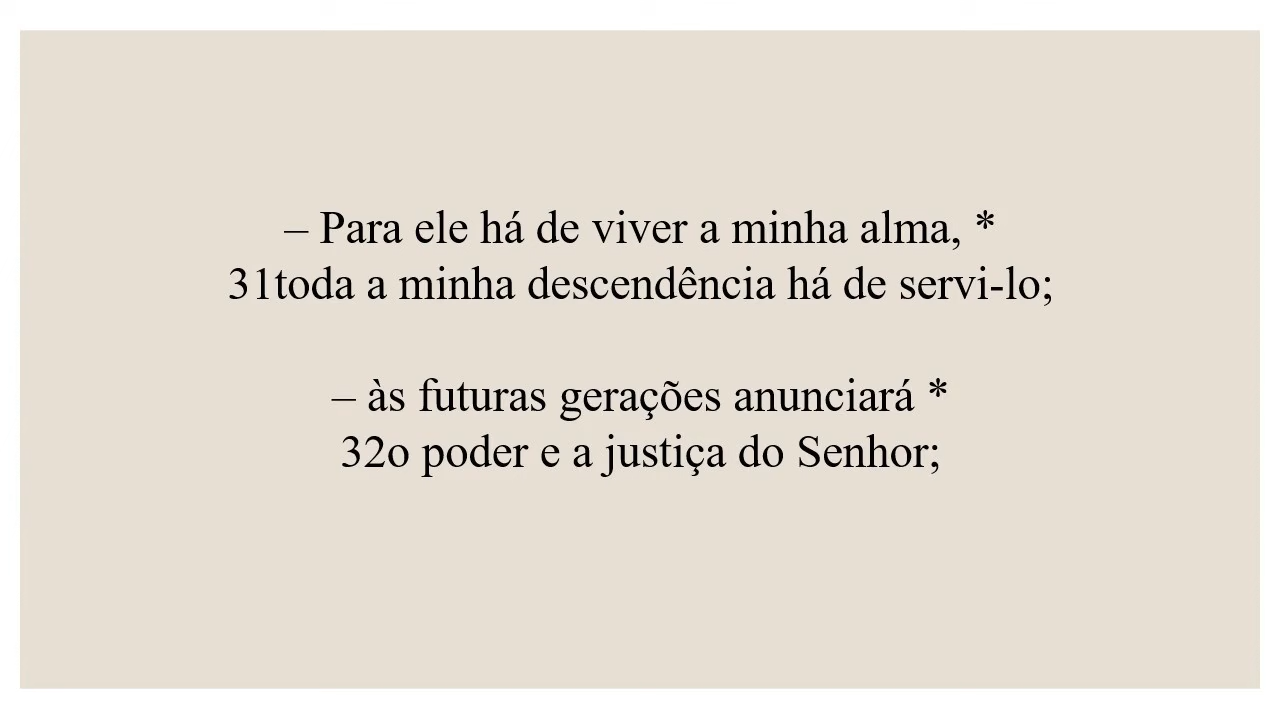 – Para ele há de viver a minha alma, *
31toda a minha descendência há de servi-lo;
– às futuras gerações anunciará *
32o poder e a justiça do Senhor;